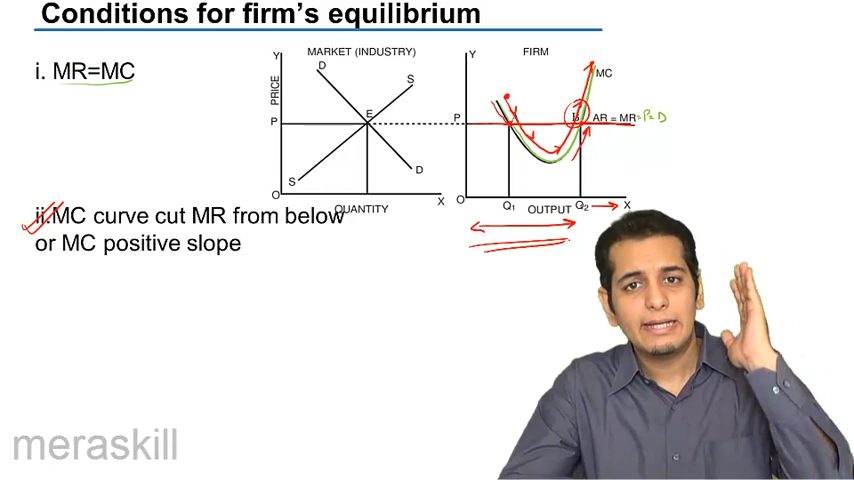 Conditions for firm's equilibrium
i. MR=MC
MARKET (INDUSTRY)
Y
D
S
PRICE
P
E
S
D
O
X
QUANTITY
FIRM
Y
MC
P
B
AR = MR =P=D
O
Q1
OUTPUT
Q2
X
ii.MC curve cut MR from below
or MC positive slope
meraskill